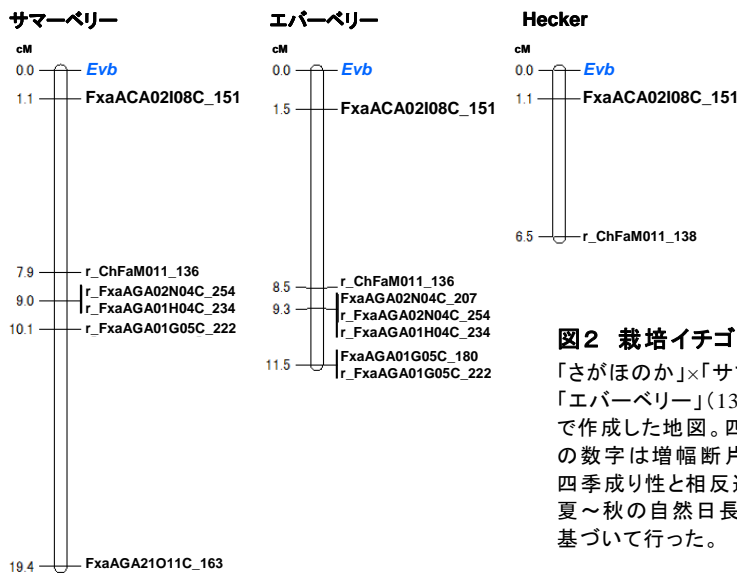 サマーベリー
cM
0.0 Evb
1.1 FxaACA02I08C_151
7.9 r_ChFaM011_136
9.0 r_FxaAGA02N04C_254
r_FxaAGA01H04C_234
10.1 r_FxaAGA01G05C_222
19.4 FxaAGA21O11C_163
エバーベリー
cM
0.0 Evb
1.5 FxaACA02I08C_151
8.5 r_ChFaM011_136
9.3 FxaAGA02N04C_207
r_FxaAGA02N04C_254
r_FxaAGA01H04C_234
11.5 FxaAGA01G05C_180
r_FxaAGA01G05C_222
Hecker
cM
0.0 Evb
1.1 FxaACA02I08C_151
6.5 r_ChFaM011_138
図2 栽培イチゴ
「さがほのか」×「サマ
「エバーベリー」(13
で作成した地図。四
の数字は増幅断片
四季成り性と相反
夏~秋の自然日長
基づいて行った。